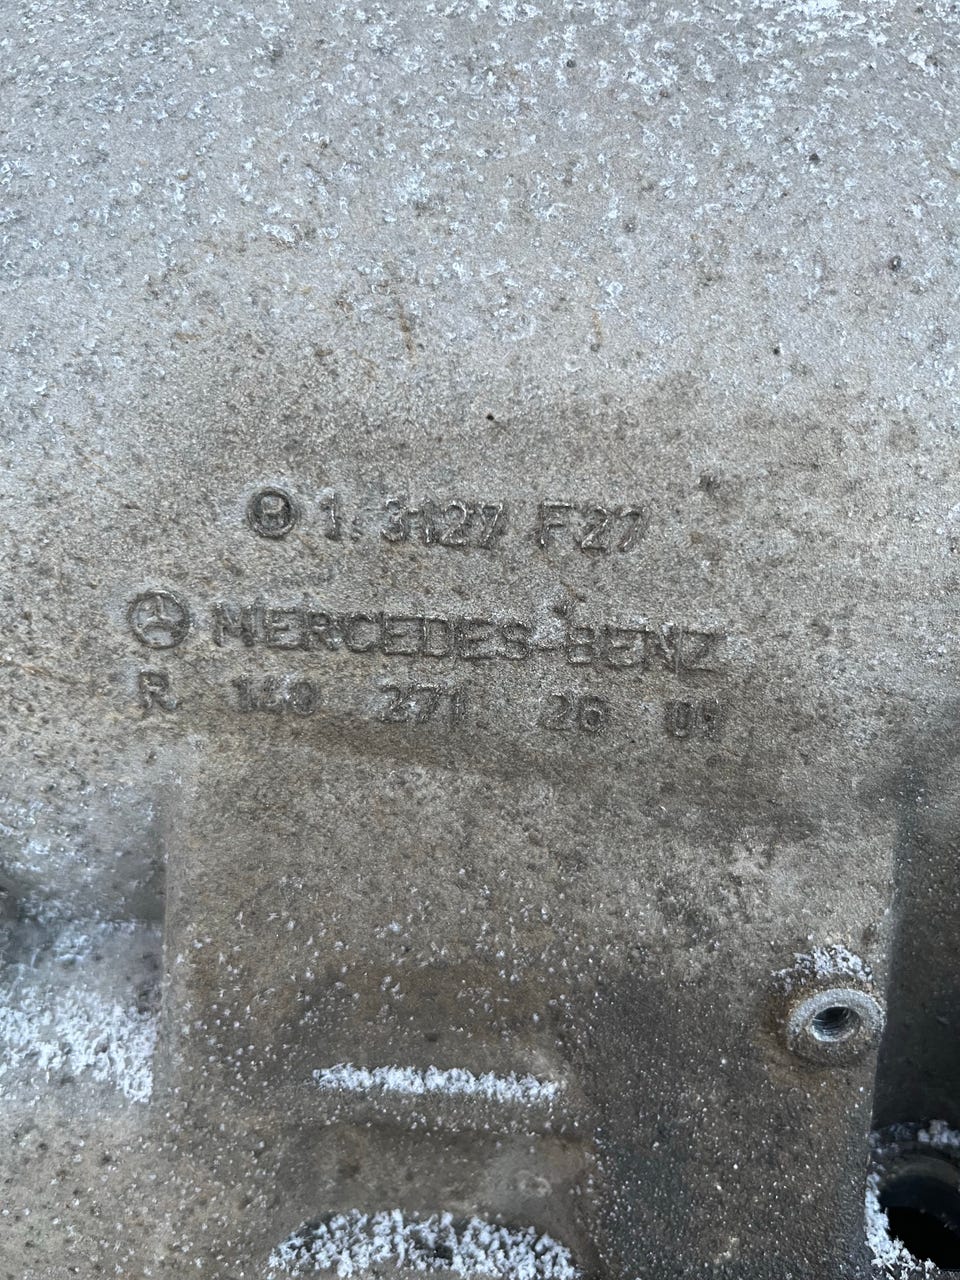 1. 3127 F27
MERCEDES-BENZ
R 140 271 26 01